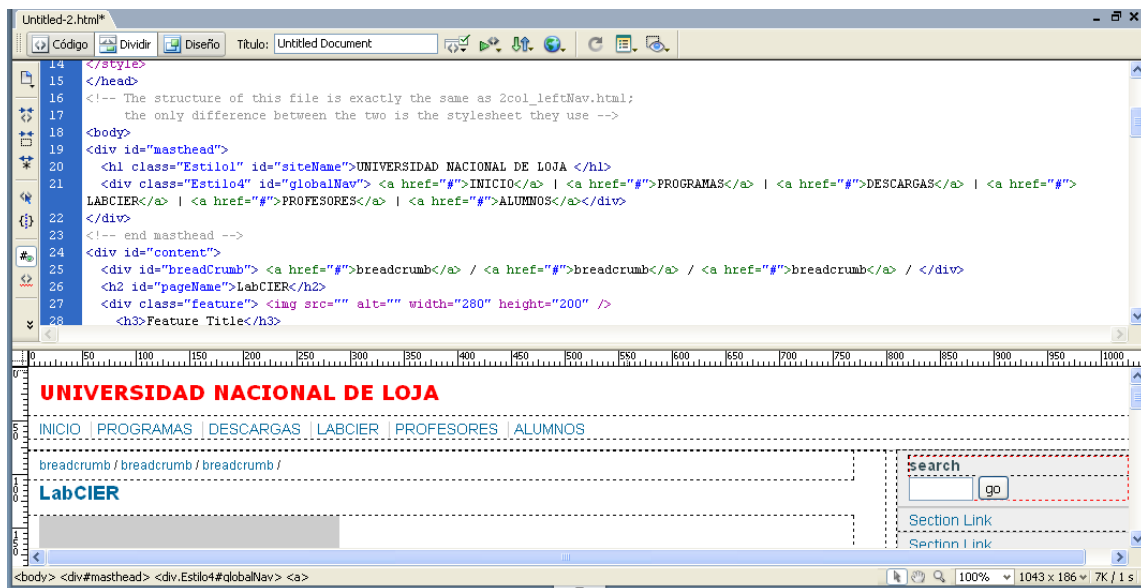 Untitled-2.html*
Código Dividir Diseño Título: Untitled Document
14 </style>
15 </head>
16 <!-- The structure of this file is exactly the same as 2col_leftNav.html;
17 the only difference between the two is the stylesheet they use -->
18 <body>
19 <div id="masthead">
20 <h1 class="Estilo1" id="siteName">UNIVERSIDAD NACIONAL DE LOJA </h1>
21 <div class="Estilo4" id="globalNav"> <a href="#">INICIO</a> | <a href="#">PROGRAMAS</a> | <a href="#">DESCARGAS</a> | <a href="#">
LABCIER</a> | <a href="#">PROFESORES</a> | <a href="#">ALUMNOS</a></div>
22 </div>
23 <!-- end masthead -->
24 <div id="content">
25 <div id="breadCrumb"> <a href="#">breadcrumb</a> / <a href="#">breadcrumb</a> / <a href="#">breadcrumb</a> / </div>
26 <h2 id="pageName">LabCIER</h2>
27 <div class="feature"> <img src="" alt="" width="280" height="200" />
28 <h3>Feature Title</h3>
0 50 100 150 200 250 300 350 400 450 500 550 600 650 700 750 800 850 900 950 1000
UNIVERSIDAD NACIONAL DE LOJA
INICIO | PROGRAMAS | DESCARGAS | LABCIER | PROFESORES | ALUMNOS
breadcrumb / breadcrumb / breadcrumb /
search
LabCIER
go
Section Link
Section Link
<body> <div#masthead> <div.Estilo4#globalNav> <a>
100% 1043 x 186 7K / 1 s